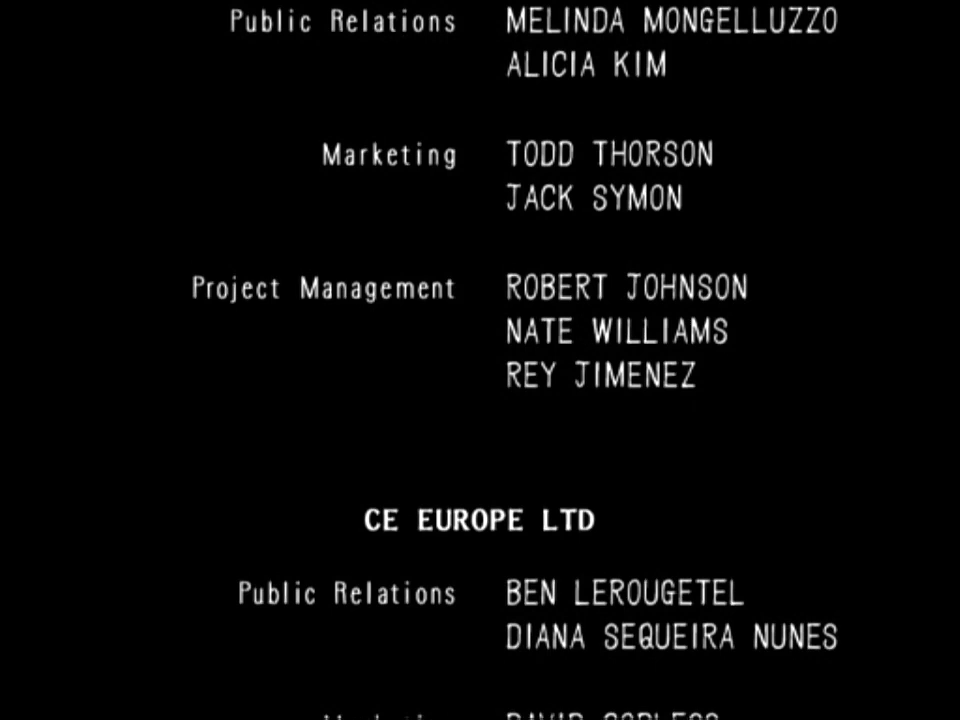 Public Relations MELINDA MONGELLUZZO
ALICIA KIM
Marketing TODD THORSON
JACK SYMON
Project Management ROBERT JOHNSON
NATE WILLIAMS
REY JIMENEZ
CE EUROPE LTD
Public Relations BEN LEROUGETEL
DIANA SEQUEIRA NUNES